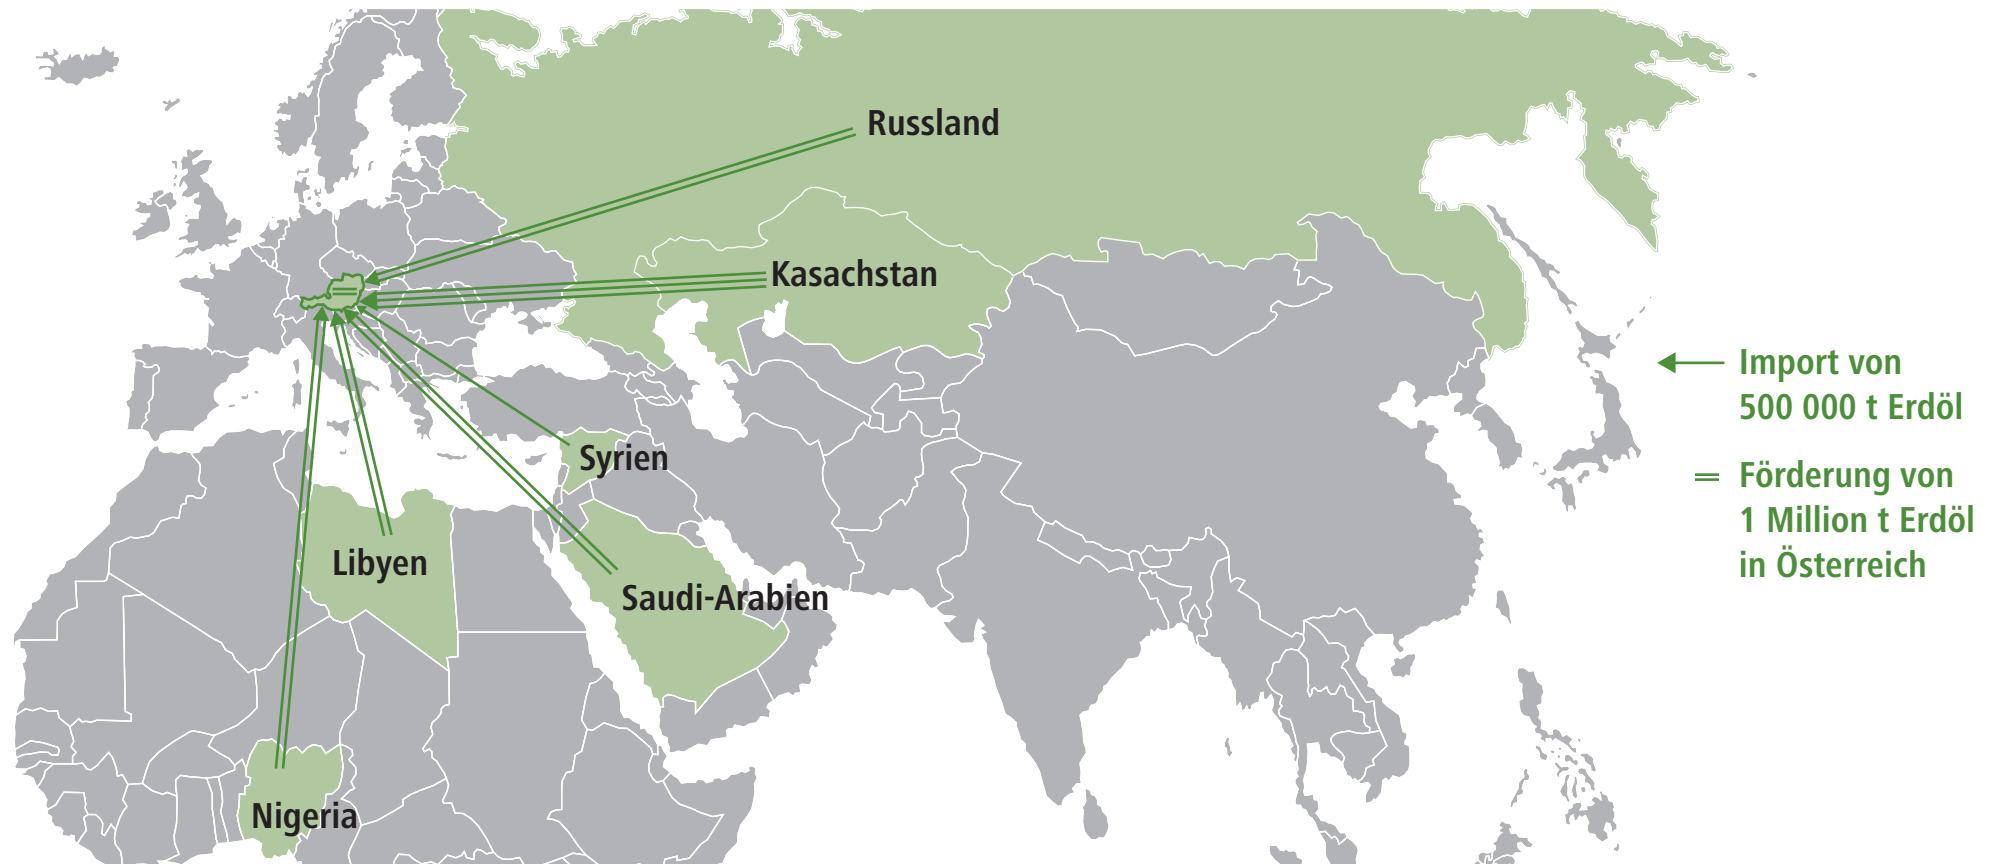 Russland
Kasachstan
Import von
500 000 t Erdöl
Syrien
Förderung von
1 Million t Erdöl
in Österreich
Libyen
Saudi-Arabien
Nigeria